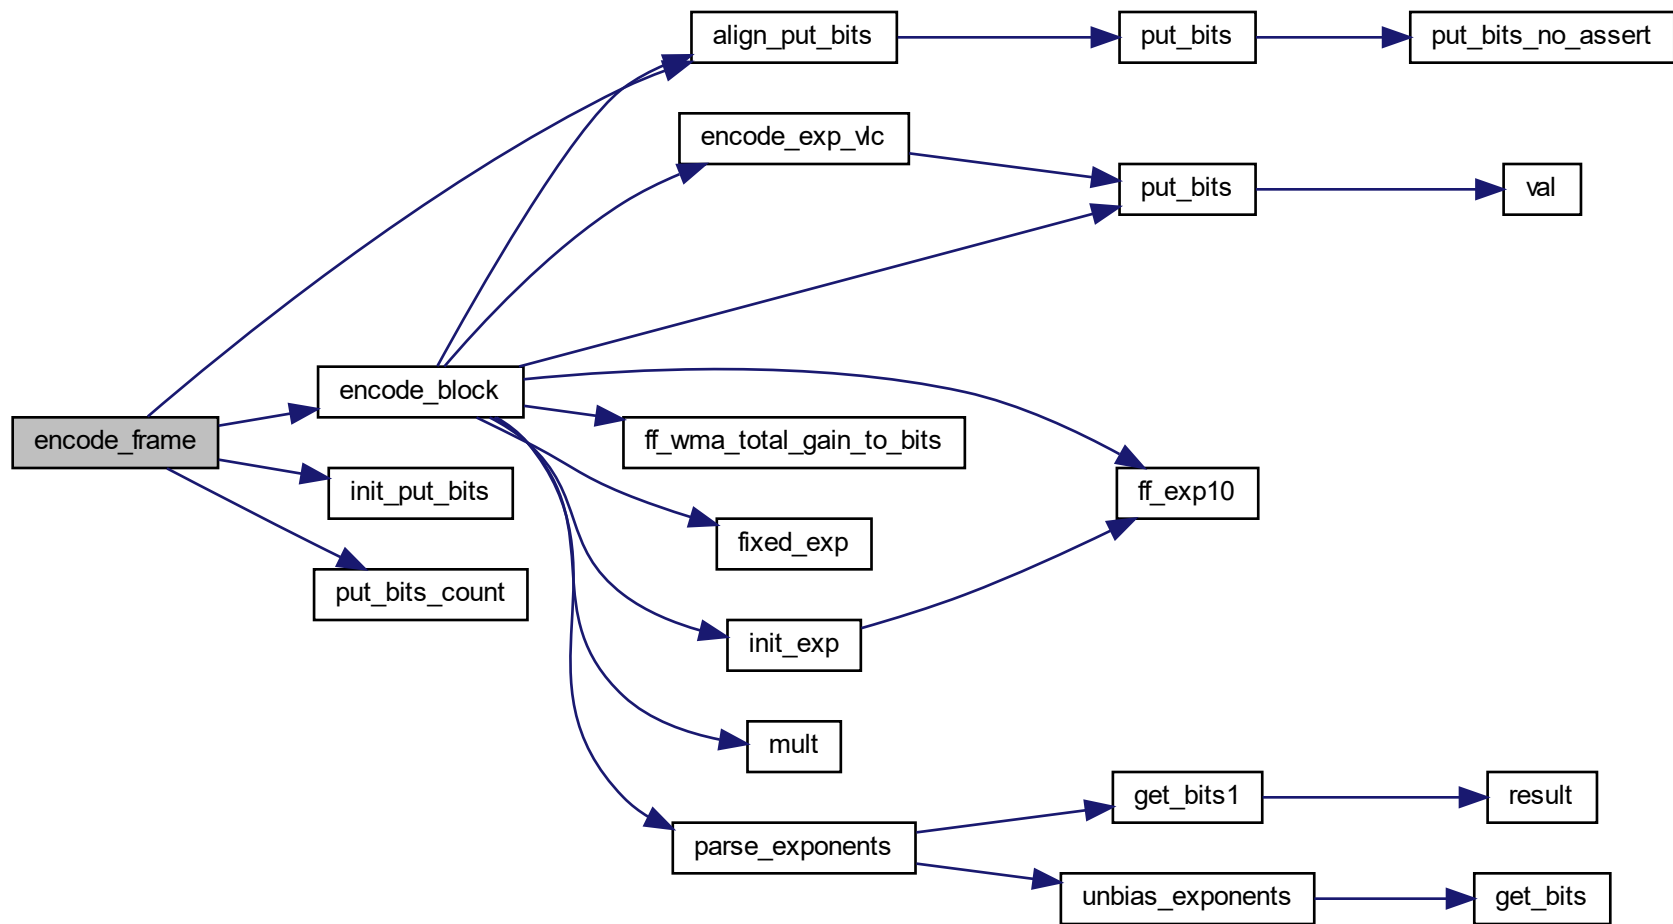 align_put_bits
put_bits
put_bits_no_assert
encode_exp_vlc
put_bits
val
encode_block
encode_frame
ff_wma_total_gain_to_bits
init_put_bits
ff_exp10
fixed_exp
put_bits_count
init_exp
mult
get_bits1
result
parse_exponents
unbias_exponents
get_bits